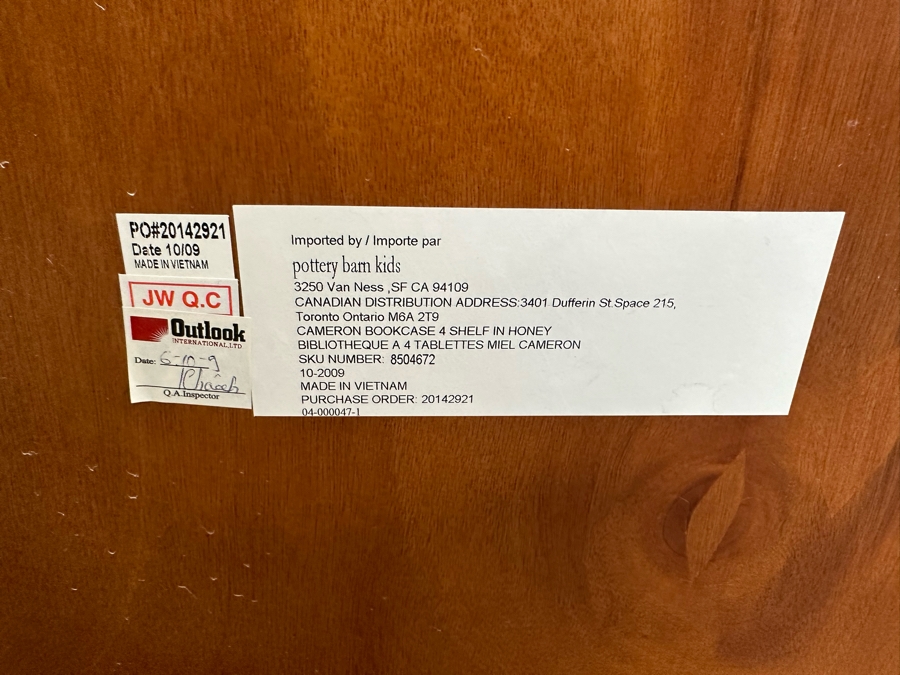 PO#20142921
Date 10/09
MADE IN VIETNAM
JW Q.C
Outlook
INTERNATIONAL,LTD
Date: 6-10-9
Q.A.Inspector
Imported by / Importe par
pottery barn kids
3250 Van Ness ,SF CA 94109
CANADIAN DISTRIBUTION ADDRESS:3401 Dufferin St.Space 215,
Toronto Ontario M6A 2T9
CAMERON BOOKCASE 4 SHELF IN HONEY
BIBLIOTHEQUE A 4 TABLETTES MIEL CAMERON
SKU NUMBER: 8504672
10-2009
MADE IN VIETNAM
PURCHASE ORDER: 20142921
04-000047-1